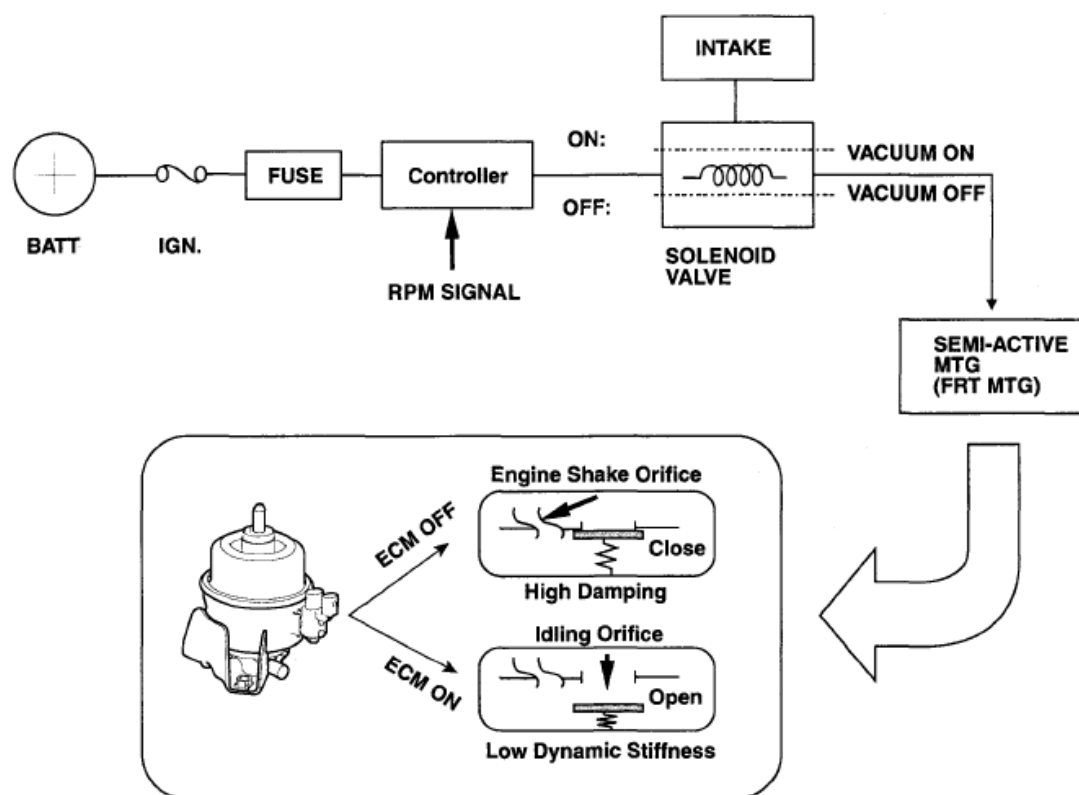 INTAKE
ON:
VACUUM ON
FUSE
Controller
OFF:
VACUUM OFF
BATT
IGN.
SOLENOID
VALVE
RPM SIGNAL
SEMI-ACTIVE
MTG
(FRT MTG)
Engine Shake Orifice
ECM OFF
Close
High Damping
Idling Orifice
ECM ON
Open
Low Dynamic Stiffness